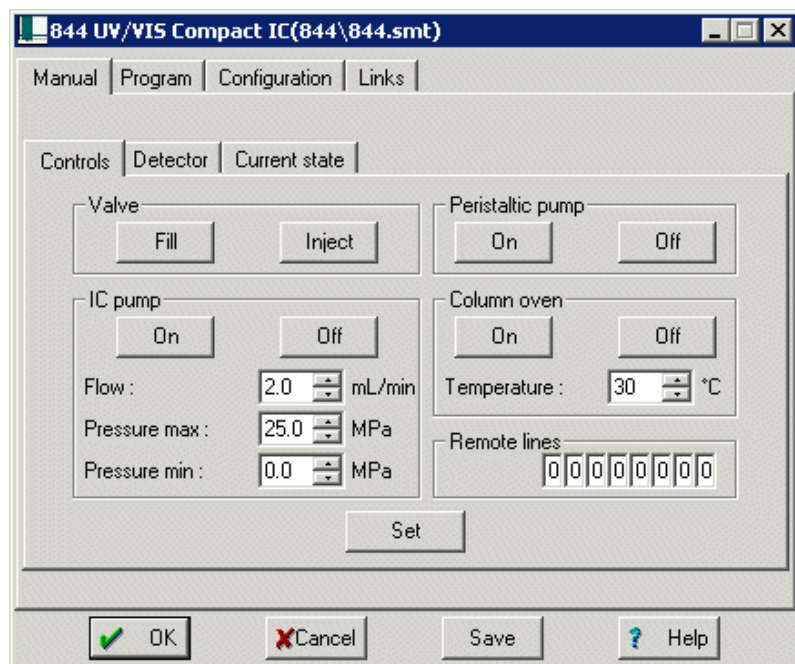 844 UV/VIS Compact IC(844\844.smt)
Manual Program Configuration Links
Controls Detector Current state
Valve
Fill Inject
Peristaltic pump
On Off
IC pump
On Off
Flow : 2.0 mL/min
Pressure max : 25.0 MPa
Pressure min : 0.0 MPa
Column oven
On Off
Temperature : 30 °C
Remote lines
0 0 0 0 0 0 0 0
Set
OK Cancel Save ? Help